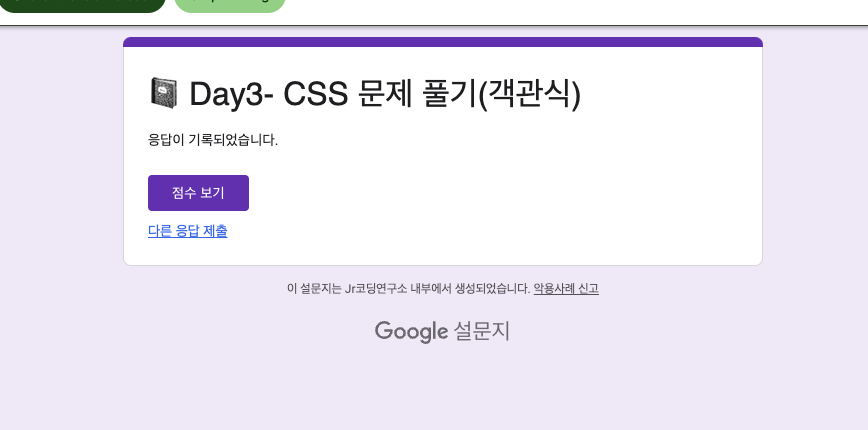 Day3- CSS 문제 풀기(객관식)
응답이 기록되었습니다.
점수 보기
다른 응답 제출
이 설문지는 Jr코딩연구소 내부에서 생성되었습니다. 악용사례 신고
Google 설문지